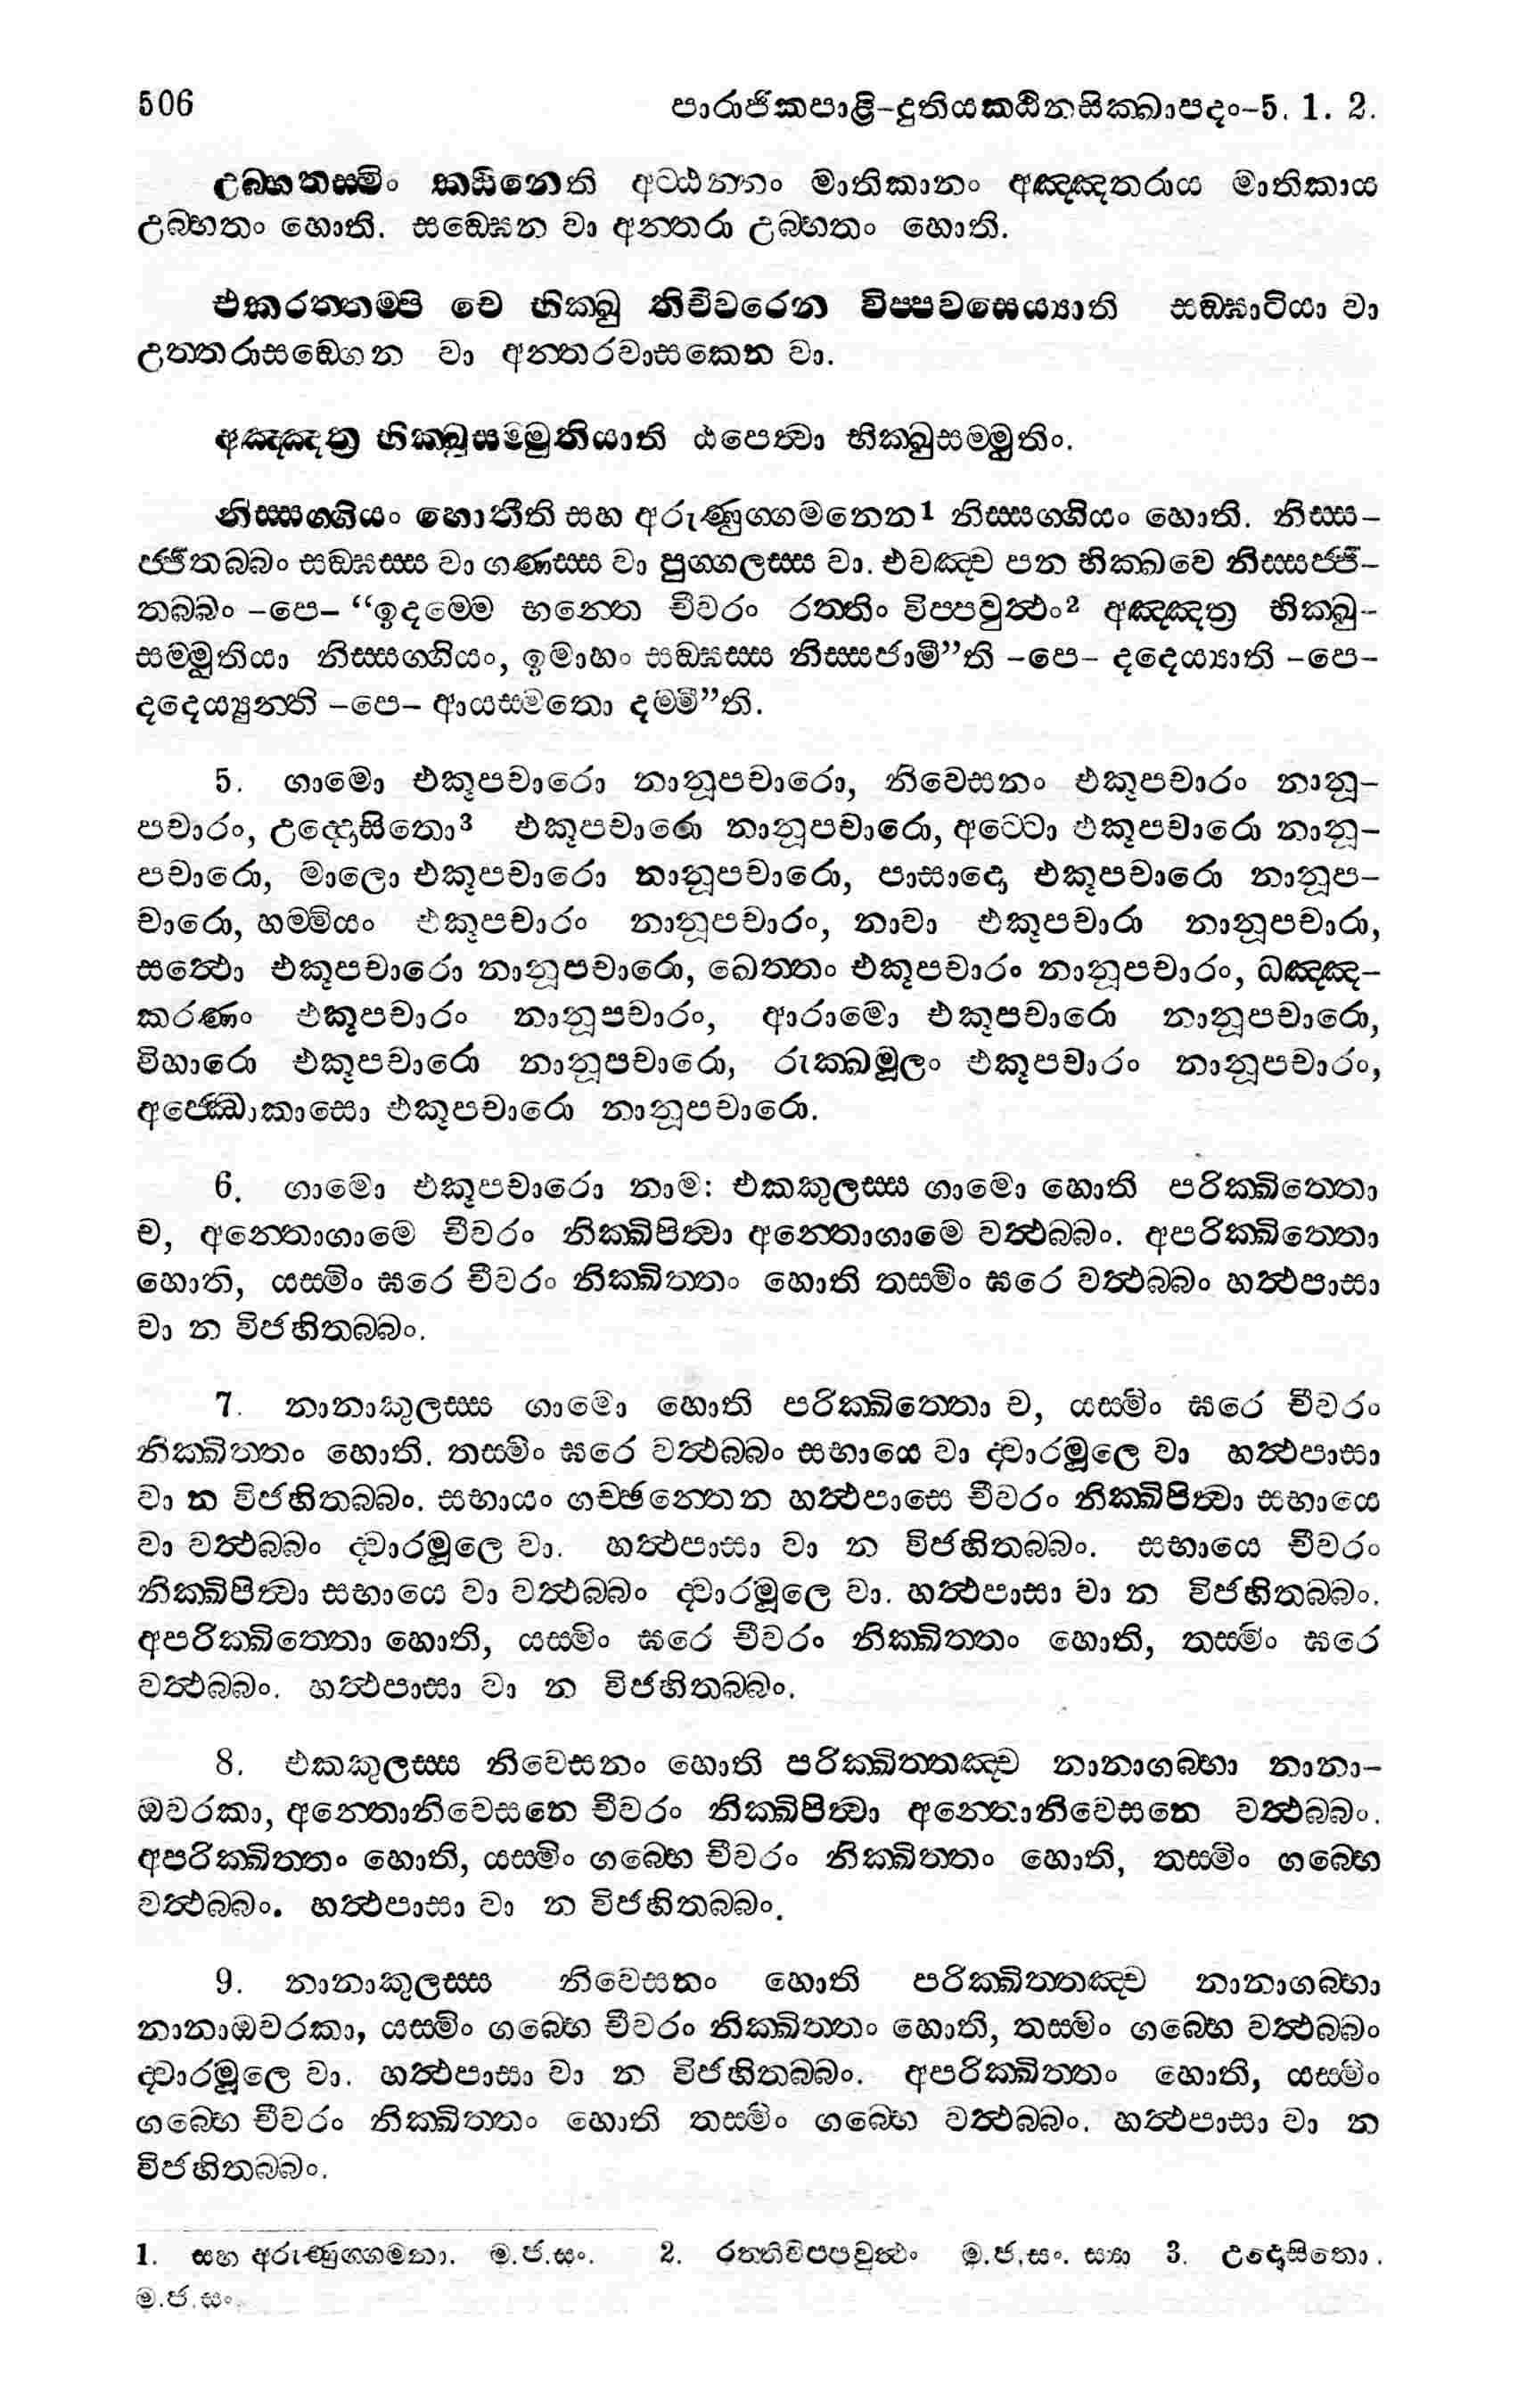 506 පාරාජිකපාළි-දුතියකඨිනසික්ඛාපදං-5. 1. 2.
උබ්භතස්මිං කඨිනෙති අට්ඨන්නං මාතිකානං අඤ්ඤතරාය මාතිකාය
උබ්භතං හොති. සඞ්ඝෙන වා අන්තරා උබ්භතං හොති.
එකරත්තම්පි චෙ භික්ඛු තිචීවරෙන විප්පවසෙය්‍යාති සඞ්ඝාටියා වා
උත්තරාසඞ්ගෙන වා අන්තරවාසකෙන වා.
අඤ්ඤත්‍ර භික්ඛුසම්මුතියාති ඨපෙත්වා භික්ඛුසම්මුතිං.
නිස්සග්ගියං හොතීති සහ අරුණුග්ගමනෙන1 නිස්සග්ගියං හොති. නිස්ස-
ජ්ජිතබ්බං සඞ්ඝස්ස වා ගණස්ස වා පුග්ගලස්ස වා. එවඤ්ච පන භික්ඛවෙ නිස්සජ්ජි-
තබ්බං -පෙ- “ඉදම්මෙ භන්තෙ චීවරං රත්තිං විප්පවුත්ථං2 අඤ්ඤත්‍ර භික්ඛු-
සම්මුතියා නිස්සග්ගියං, ඉමාහං සඞ්ඝස්ස නිස්සජාමී”ති -පෙ- දදෙය්‍යාති -පෙ-
දදෙය්‍යුන්ති -පෙ- ආයස්මතො දම්මී”ති.
5. ගාමො එකූපචාරො නානූපචාරො, නිවෙසනං එකූපචාරං නානූ-
පචාරං, උද්දොසිතො3 එකූපචාරො නානූපචාරො, අට්ටො එකූපචාරො නානූ-
පචාරො, මාලො එකූපචාරො නානූපචාරො, පාසාදො එකූපචාරො නානූප-
චාරො, හම්මියං එකූපචාරං නානූපචාරං, නාවා එකූපචාරා නානූපචාරා,
සත්ථො එකූපචාරො නානූපචාරො, ඛෙත්තං එකූපචාරං නානූපචාරං, ධඤ්ඤ-
කරණං එකූපචාරං නානූපචාරං, ආරාමො එකූපචාරො නානූපචාරො,
විහාරො එකූපචාරො නානූපචාරො, රුක්ඛමූලං එකූපචාරං නානූපචාරං,
අජ්ඣොකාසො එකූපචාරො නානූපචාරො.
6. ගාමො එකූපචාරො නාම: එකකුලස්ස ගාමො හොති පරික්ඛිත්තො
ච, අන්තොගාමෙ චීවරං නික්ඛිපිත්වා අන්තොගාමෙ වත්ථබ්බං. අපරික්ඛිත්තො
හොති, යස්මිං ඝරෙ චීවරං නික්ඛිත්තං හොති තස්මිං ඝරෙ වත්ථබ්බං හත්ථපාසා
වා න විජහිතබ්බං.
7. නානාකුලස්ස ගාමො හොති පරික්ඛිත්තො ච, යස්මිං ඝරෙ චීවරං
නික්ඛිත්තං හොති. තස්මිං ඝරෙ වත්ථබ්බං සභායෙ වා ද්වාරමූලෙ වා හත්ථපාසා
වා න විජහිතබ්බං. සභායං ගච්ඡන්තෙන හත්ථපාසෙ චීවරං නික්ඛිපිත්වා සභායෙ
වා වත්ථබ්බං ද්වාරමූලෙ වා. හත්ථපාසා වා න විජහිතබ්බං. සභායෙ චීවරං
නික්ඛිපිත්වා සභායෙ වා වත්ථබ්බං ද්වාරමූලෙ වා. හත්ථපාසා වා න විජහිතබ්බං.
අපරික්ඛිත්තො හොති, යස්මිං ඝරෙ චීවරං නික්ඛිත්තං හොති, තස්මිං ඝරෙ
වත්ථබ්බං. හත්ථපාසා වා න විජහිතබ්බං.
8. එකකුලස්ස නිවෙසනං හොති පරික්ඛිත්තඤ්ච නානාගබ්භා නානා-
ඔවරකා, අන්තොනිවෙසනෙ චීවරං නික්ඛිපිත්වා අන්තොනිවෙසනෙ වත්ථබ්බං.
අපරික්ඛිත්තං හොති, යස්මිං ගබ්භෙ චීවරං නික්ඛිත්තං හොති, තස්මිං ගබ්භෙ
වත්ථබ්බං. හත්ථපාසා වා න විජහිතබ්බං.
9. නානාකුලස්ස නිවෙසනං හොති පරික්ඛිත්තඤ්ච නානාගබ්භා
නානාඔවරකා, යස්මිං ගබ්භෙ චීවරං නික්ඛිත්තං හොති, තස්මිං ගබ්භෙ වත්ථබ්බං
ද්වාරමූලෙ වා. හත්ථපාසා වා න විජහිතබ්බං. අපරික්ඛිත්තං හොති, යස්මිං
ගබ්භෙ චීවරං නික්ඛිත්තං හොති තස්මිං ගබ්භෙ වත්ථබ්බං. හත්ථපාසා වා න
විජහිතබ්බං.
1. සහ අරුණුග්ගමනා. ම.ජ.සං. 2. රත්තිවිප්පවුත්ථං ම.ජ.සං. ස්‍යා 3. උදොසිතො.
ම.ජ.සං.